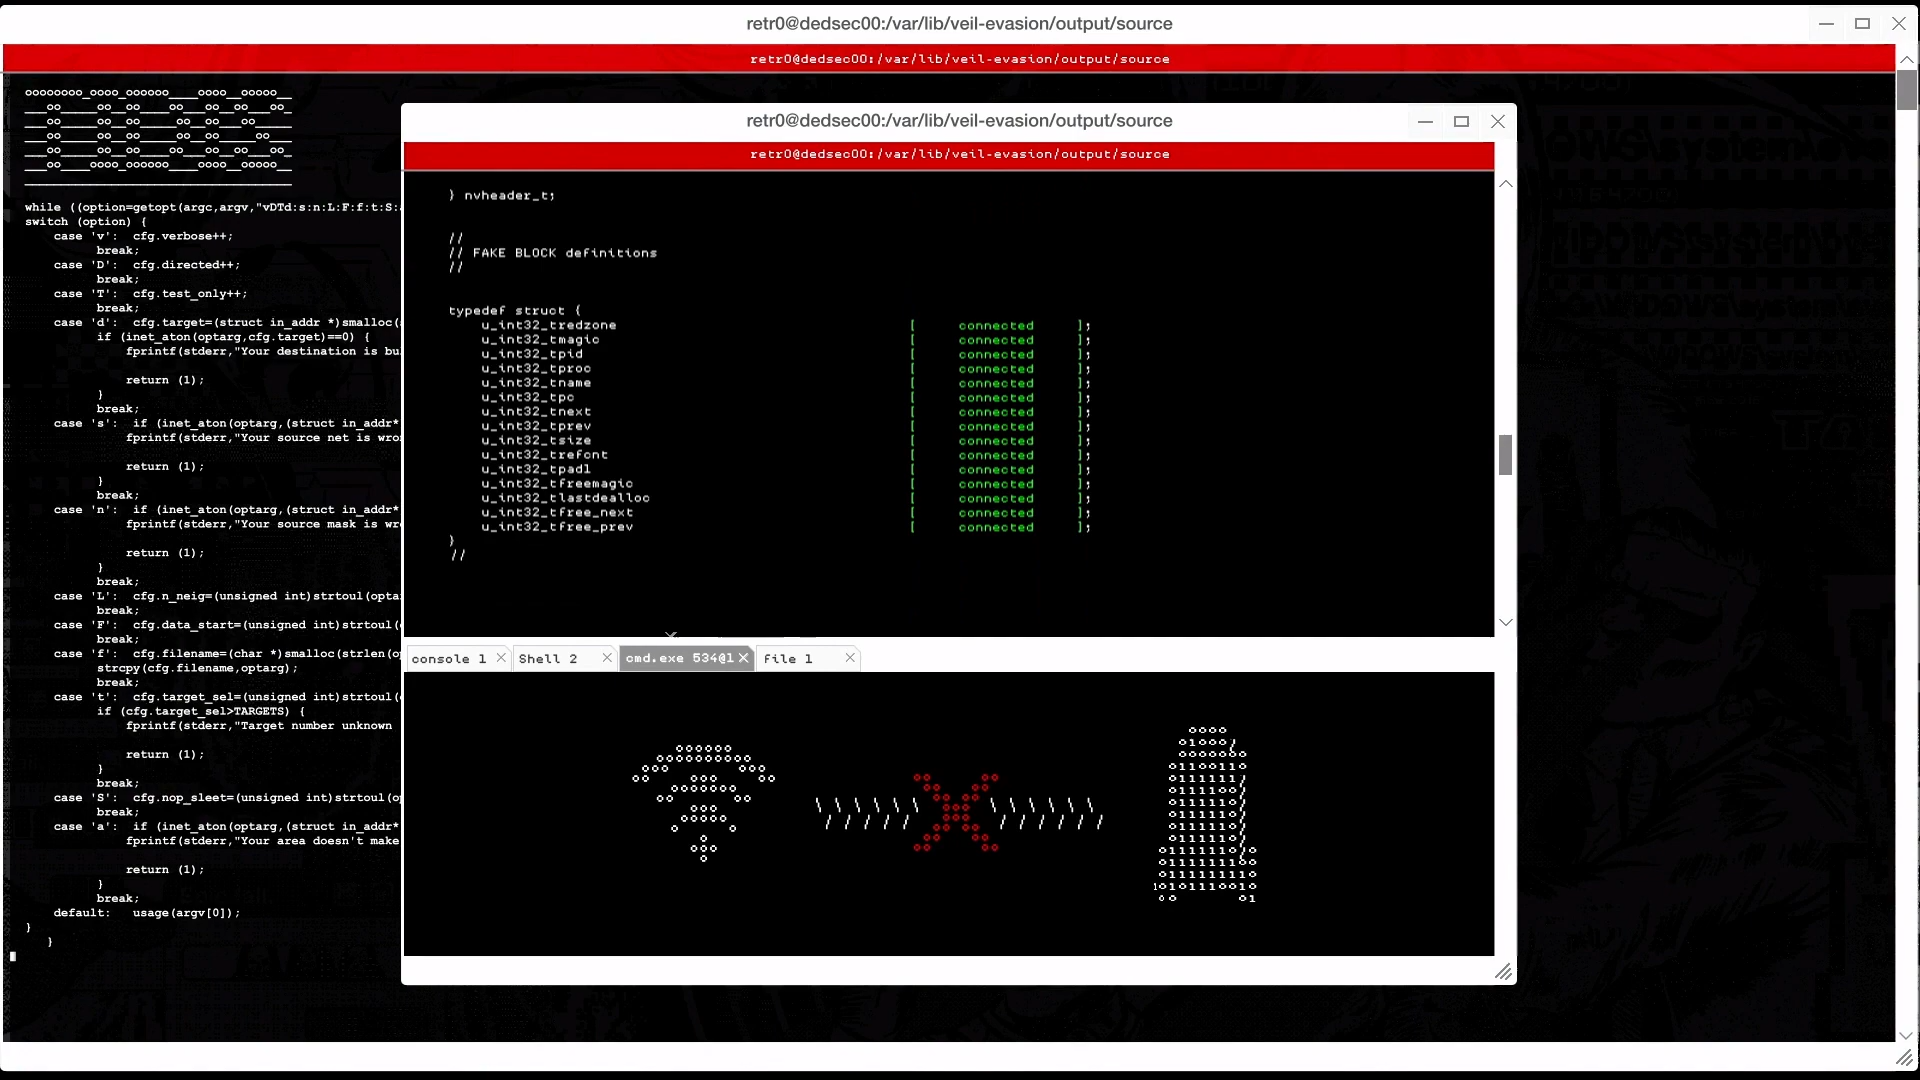 retr0@dedsec00:/var/lib/veil-evasion/output/source
retr0@dedsec00:/var/lib/veil-evasion/output/source
while ((option=getopt(argc,argv,"vDTd:s:n:L:F:f:t:S:
switch (option) {
case 'v': cfg.verbose++;
break;
case 'D': cfg.directed++;
break;
case 'T': cfg.test_only++;
break;
case 'd': cfg.target=(struct in_addr *)smalloc(
if (inet_aton(optarg,cfg.target)==0) {
fprintf(stderr,"Your destination is bu
return (1);
}
break;
case 's': if (inet_aton(optarg,(struct in_addr*
fprintf(stderr,"Your source net is wro
return (1);
}
break;
case 'n': if (inet_aton(optarg,(struct in_addr*
fprintf(stderr,"Your source mask is wr
return (1);
}
break;
case 'L': cfg.n_neig=(unsigned int)strtoul(opta
break;
case 'F': cfg.data_start=(unsigned int)strtoul(
break;
case 'f': cfg.filename=(char *)smalloc(strlen(op
strcpy(cfg.filename,optarg);
break;
case 't': cfg.target_sel=(unsigned int)strtoul(
if (cfg.target_sel>TARGETS) {
fprintf(stderr,"Target number unknown
return (1);
}
break;
case 'S': cfg.nop_sleet=(unsigned int)strtoul(op
break;
case 'a': if (inet_aton(optarg,(struct in_addr*
fprintf(stderr,"Your area doesn't make
return (1);
}
break;
default: usage(argv[0]);
}
}
retr0@dedsec00:/var/lib/veil-evasion/output/source
retr0@dedsec00:/var/lib/veil-evasion/output/source
} nvheader_t;
//
// FAKE BLOCK definitions
//
typedef struct {
u_int32_tredzone [ connected ];
u_int32_tmagic [ connected ];
u_int32_tpid [ connected ];
u_int32_tproc [ connected ];
u_int32_tname [ connected ];
u_int32_tpc [ connected ];
u_int32_tnext [ connected ];
u_int32_tprev [ connected ];
u_int32_tsize [ connected ];
u_int32_trefcnt [ connected ];
u_int32_tpadl [ connected ];
u_int32_tfreemagic [ connected ];
u_int32_tlastdealloc [ connected ];
u_int32_tfree_next [ connected ];
u_int32_tfree_prev [ connected ];
}
//
console 1 Shell 2 cmd.exe 534@1 File 1